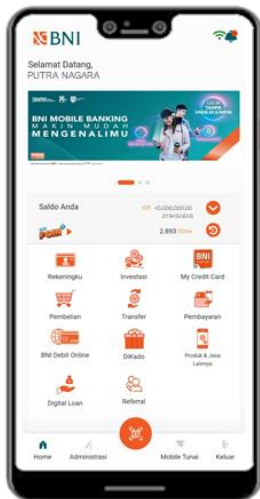 BNI
Selamat Datang,
PUTRA NAGARA
BNI MOBILE BANKING
MAKIN MUDAH
MENGENALIMU
TANPA
Saldo Anda
2.893
Rekeningku
Investasi
BNI
My Credit Card
Pembelian
Transfer
Pembayaran
BNI Debit Online
DiKado
Produk & Jasa
Lainnya
Digital Loan
Referral
Home
Administrasi
Mobile Tunai
Keluar